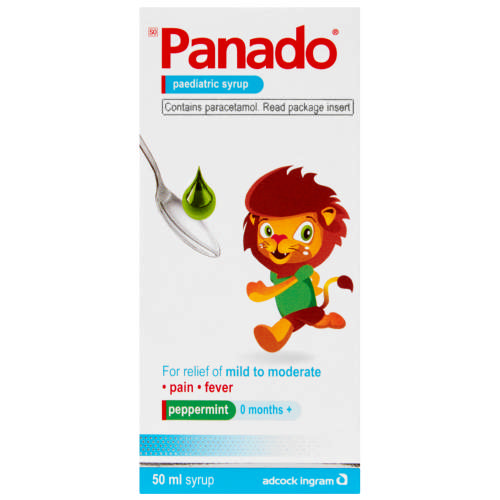 S0
Panado®
paediatric syrup
Contains paracetamol. Read package insert
For relief of mild to moderate
• pain • fever
peppermint 0 months +
50 ml syrup adcock ingram